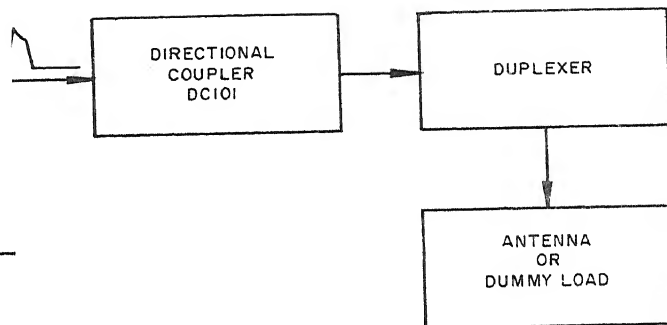 DIRECTIONAL
COUPLER
DC101
DUPLEXER
ANTENNA
OR
DUMMY LOAD